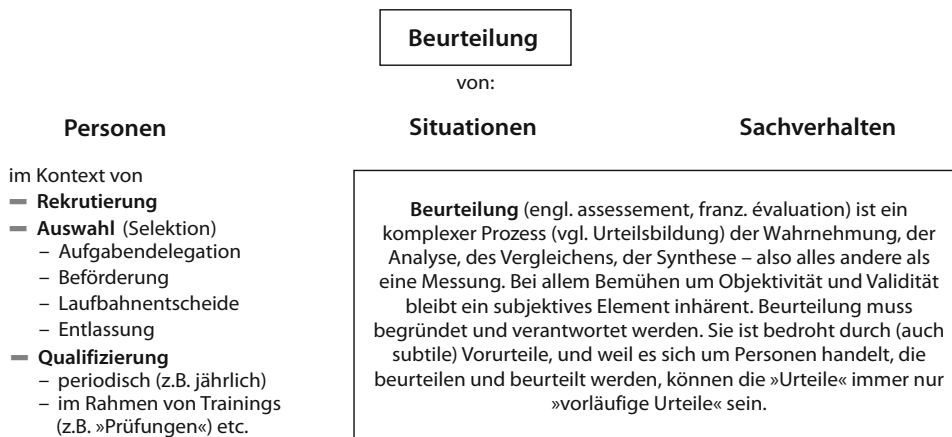 Beurteilung
von:
Personen
Situationen
Sachverhalten
im Kontext von
Rekrutierung
Auswahl (Selektion)
– Aufgabendelegation
– Beförderung
– Laufbahnentscheide
– Entlassung
Qualifizierung
– periodisch (z.B. jährlich)
– im Rahmen von Trainings
(z.B. »Prüfungen«) etc.
Beurteilung (engl. assessement, franz. évaluation) ist ein
komplexer Prozess (vgl. Urteilsbildung) der Wahrnehmung, der
Analyse, des Vergleichens, der Synthese – also alles andere als
eine Messung. Bei allem Bemühen um Objektivität und Validität
bleibt ein subjektives Element inhärent. Beurteilung muss
begründet und verantwortet werden. Sie ist bedroht durch (auch
subtile) Vorurteile, und weil es sich um Personen handelt, die
beurteilen und beurteilt werden, können die »Urteile« immer nur
»vorläufige Urteile« sein.